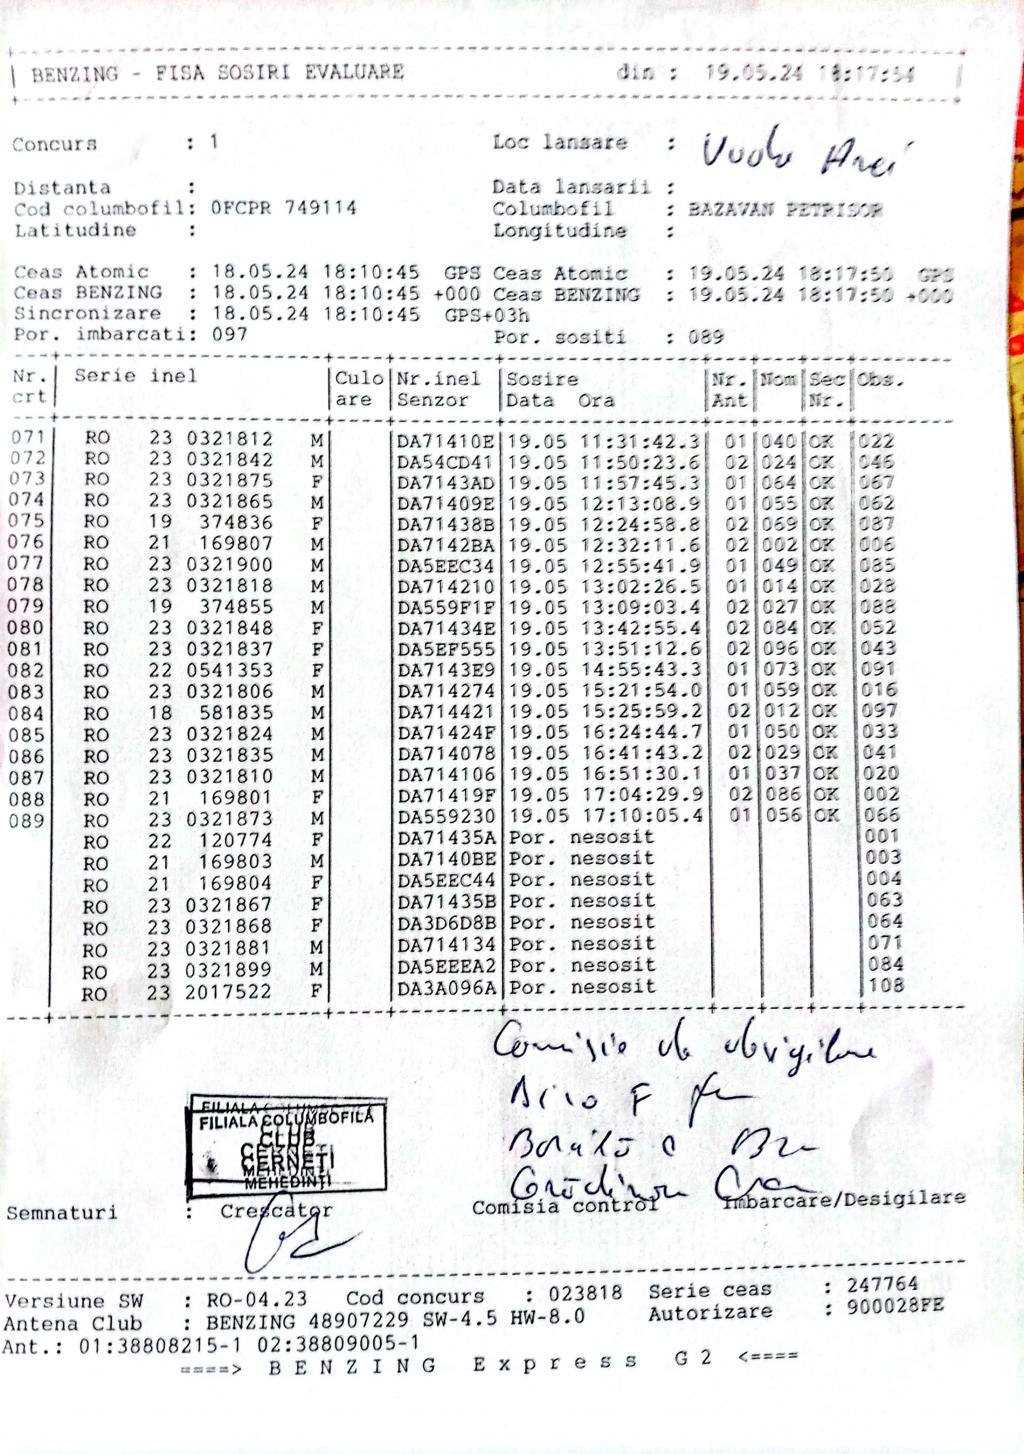 BENZING - FISA SOSIRI EVALUARE din : 19.05.24 18:17:54
Concurs : 1 Loc lansare :
Distanta : Data lansarii :
Cod columbofil: 0FCPR 749114 Columbofil : BAZAVAN PETRISOR
Latitudine : Longitudine :
Ceas Atomic : 18.05.24 18:10:45 GPS Ceas Atomic : 19.05.24 18:17:50 GPS
Ceas BENZING : 18.05.24 18:10:45 +000 Ceas BENZING : 19.05.24 18:17:50 +000
Sincronizare : 18.05.24 18:10:45 GPS+03h
Por. imbarcati: 097 Por. sositi : 089
Nr. Serie inel Culo Nr.inel Sosire Nr. Nom Sec Obs.
crt are Senzor Data Ora Ant Nr.
071 RO 23 0321812 M DA71410E 19.05 11:31:42.3 01 040 OK 022
072 RO 23 0321842 M DA54CD41 19.05 11:50:23.6 02 024 OK 046
073 RO 23 0321875 F DA7143AD 19.05 11:57:45.3 01 064 OK 067
074 RO 23 0321865 M DA71409E 19.05 12:13:08.9 01 055 OK 062
075 RO 19 374836 F DA71438B 19.05 12:24:58.8 02 069 OK 087
076 RO 21 169807 M DA7142BA 19.05 12:32:11.6 02 002 OK 006
077 RO 23 0321900 M DA5EEC34 19.05 12:55:41.9 01 049 OK 085
078 RO 23 0321818 M DA714210 19.05 13:02:26.5 01 014 OK 028
079 RO 19 374855 M DA559F1F 19.05 13:09:03.4 02 027 OK 088
080 RO 23 0321848 F DA71434E 19.05 13:42:55.4 02 084 OK 052
081 RO 23 0321837 F DA5EF555 19.05 13:51:12.6 02 096 OK 043
082 RO 22 0541353 F DA7143E9 19.05 14:55:43.3 01 073 OK 091
083 RO 23 0321806 M DA714274 19.05 15:21:54.0 01 059 OK 016
084 RO 18 581835 M DA714421 19.05 15:25:59.2 02 012 OK 097
085 RO 23 0321824 M DA71424F 19.05 16:24:44.7 01 050 OK 033
086 RO 23 0321835 M DA714078 19.05 16:41:43.2 02 029 OK 041
087 RO 23 0321810 M DA714106 19.05 16:51:30.1 01 037 OK 020
088 RO 21 169801 F DA71419F 19.05 17:04:29.9 02 086 OK 002
089 RO 23 0321873 M DA559230 19.05 17:10:05.4 01 056 OK 066
RO 22 120774 F DA71435A Por. nesosit 001
RO 21 169803 M DA7140BE Por. nesosit 003
RO 21 169804 F DA5EEC44 Por. nesosit 004
RO 23 0321867 F DA71435B Por. nesosit 063
RO 23 0321868 F DA3D6D8B Por. nesosit 064
RO 23 0321881 M DA714134 Por. nesosit 071
RO 23 0321899 M DA5EEEA2 Por. nesosit 084
RO 23 2017522 F DA3A096A Por. nesosit 108
Comisie de
FILIALA COLUMBOFILĂ
CLUB
CERNEȚI
MEHEDINȚI
Semnaturi : Crescator Comisia control Imbarcare/Desigilare
Versiune SW : RO-04.23 Cod concurs : 023818 Serie ceas : 247764
Antena Club : BENZING 48907229 SW-4.5 HW-8.0 Autorizare : 900028FE
Ant.: 01:38808215-1 02:38809005-1
====> B E N Z I N G E x p r e s s G 2 <====